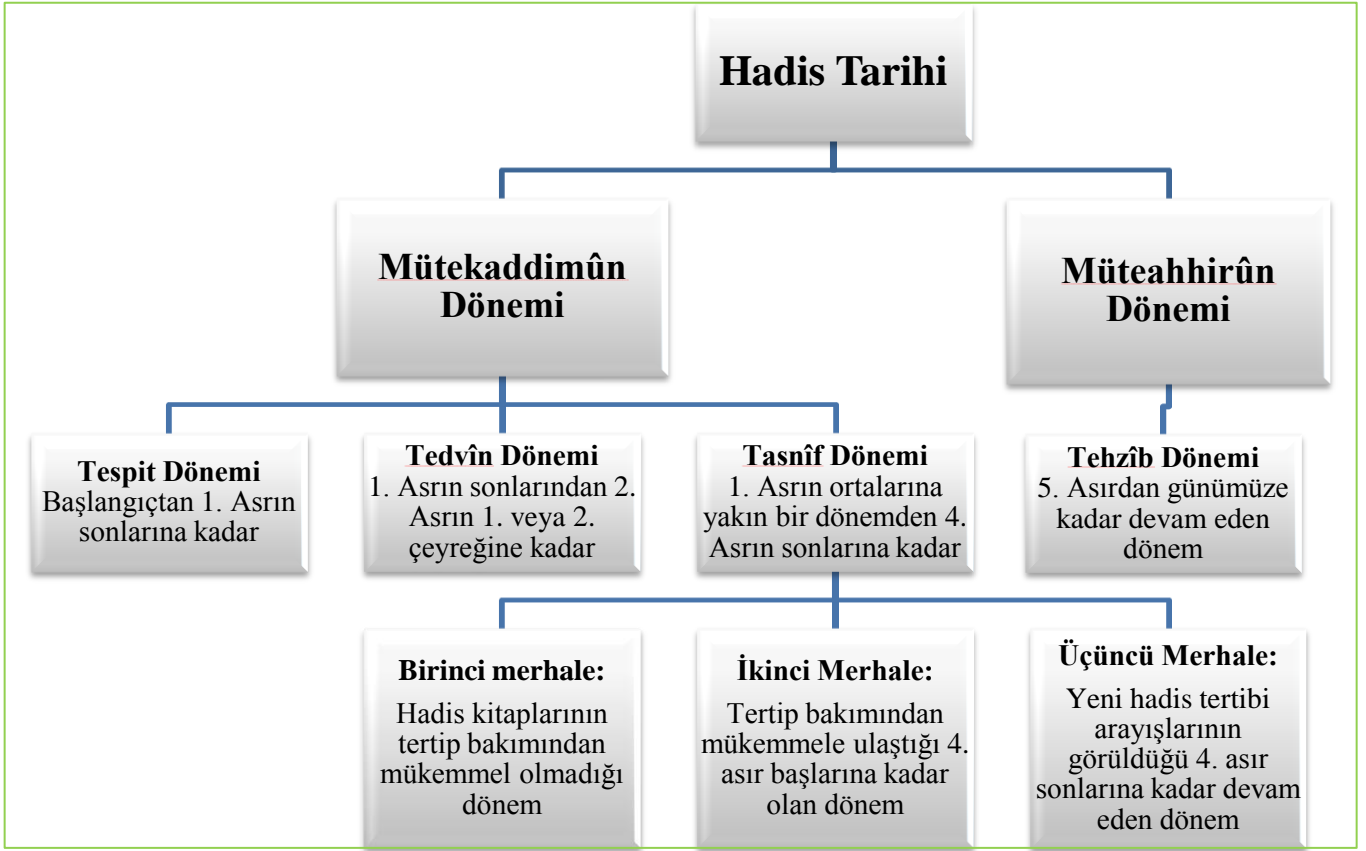 Hadis Tarihi
Mütekaddimûn
Dönemi
Müteahhirûn
Dönemi
Tespit Dönemi
Başlangıçtan 1. Asrın
sonlarına kadar
Tedvîn Dönemi
1. Asrın sonlarından 2.
Asrın 1. veya 2.
çeyreğine kadar
Tasnîf Dönemi
1. Asrın ortalarına
yakın bir dönemden 4.
Asrın sonlarına kadar
Tehzîb Dönemi
5. Asırdan günümüze
kadar devam eden
dönem
Birinci merhale:
Hadis kitaplarının
tertip bakımından
mükemmel olmadığı
dönem
İkinci Merhale:
Tertip bakımından
mükemmele ulaştığı 4.
asır başlarına kadar
olan dönem
Üçüncü Merhale:
Yeni hadis tertibi
arayışlarının
görüldüğü 4. asır
sonlarına kadar devam
eden dönem